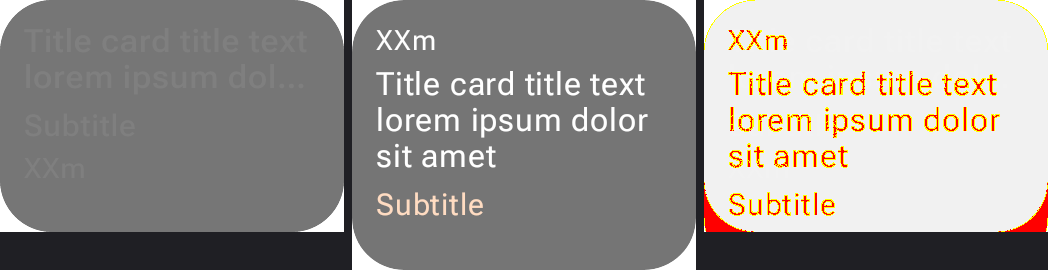 Title card title text
lorem ipsum dol...
Subtitle
XXm
XXm
Title card title text
lorem ipsum dolor
sit amet
Subtitle
XXm
Title card title text
lorem ipsum dolor
sit amet
Subtitle